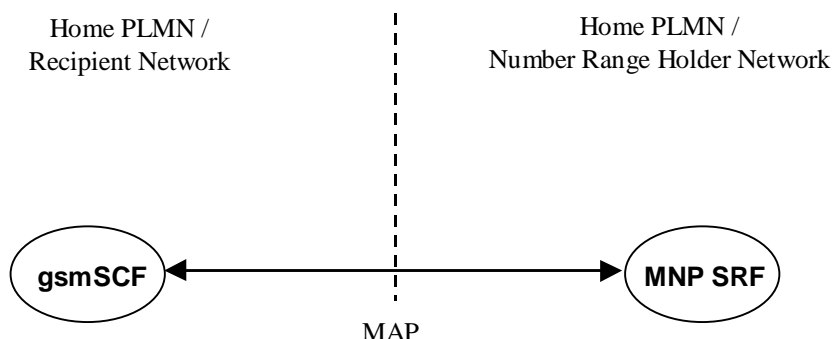 Home PLMN /
Recipient Network
Home PLMN /
Number Range Holder Network
gsmSCF
MNP SRF
MAP